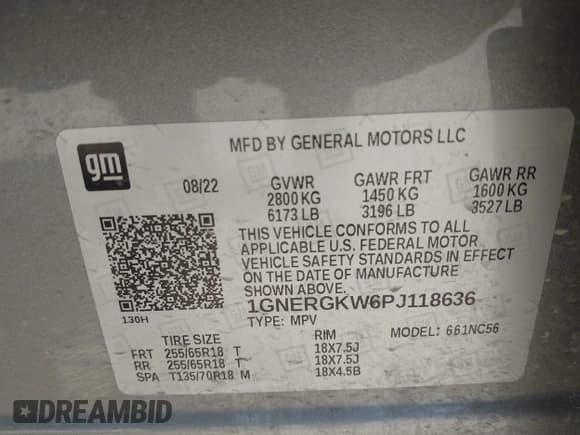 gm
MFD BY GENERAL MOTORS LLC
08/22 GVWR GAWR FRT GAWR RR
2800 KG 1450 KG 1600 KG
6173 LB 3196 LB 3527 LB
THIS VEHICLE CONFORMS TO ALL
APPLICABLE U.S. FEDERAL MOTOR
VEHICLE SAFETY STANDARDS IN EFFECT
ON THE DATE OF MANUFACTURE
SHOWN ABOVE.
130H
1GNERGKW6PJ118636
TYPE: MPV MODEL: 661NC56
TIRE SIZE RIM
FRT 255/65R18 T 18X7.5J
RR 255/65R18 T 18X7.5J
SPA T135/70R18 M 18X4.5B
DREAMBID